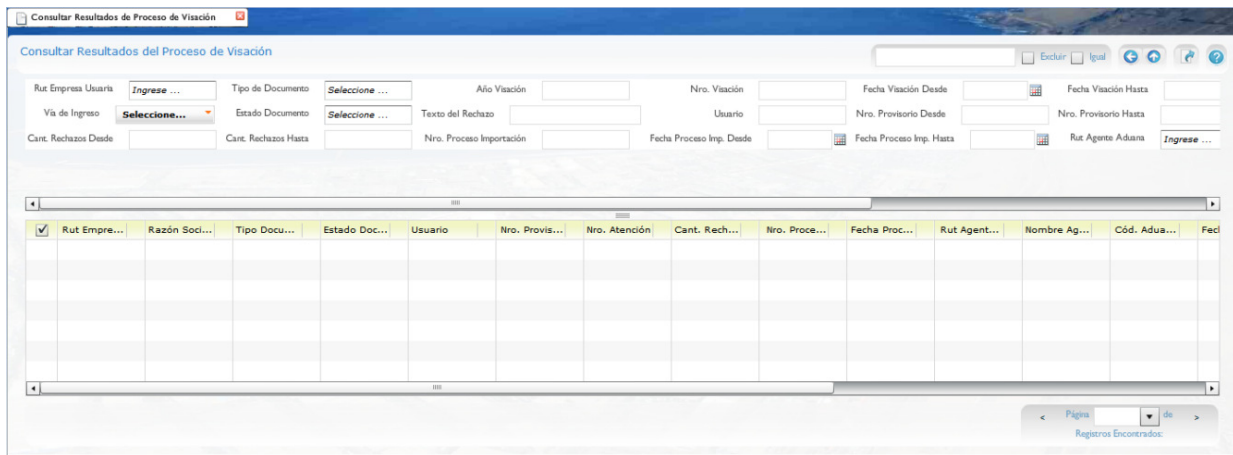 Consultar Resultados de Proceso de Visación
Consultar Resultados del Proceso de Visación
Excluir Igual
Rut Empresa Usuaria Ingrese ... Tipo de Documento Seleccione ... Año Visación Nro. Visación Fecha Visación Desde Fecha Visación Hasta
Vía de Ingreso Seleccione... Estado Documento Seleccione ... Texto del Rechazo Usuario Nro. Provisorio Desde Nro. Provisorio Hasta
Cant. Rechazos Desde Cant. Rechazos Hasta Nro. Proceso Importación Fecha Proceso Imp. Desde Fecha Proceso Imp. Hasta Rut Agente Aduana Ingrese ...
Rut Empre... Razón Soci... Tipo Docu... Estado Doc... Usuario Nro. Provis... Nro. Atención Cant. Rech... Nro. Proce... Fecha Proc... Rut Agent... Nombre Ag... Cód. Adua... Fecl
< Página de >
Registros Encontrados: